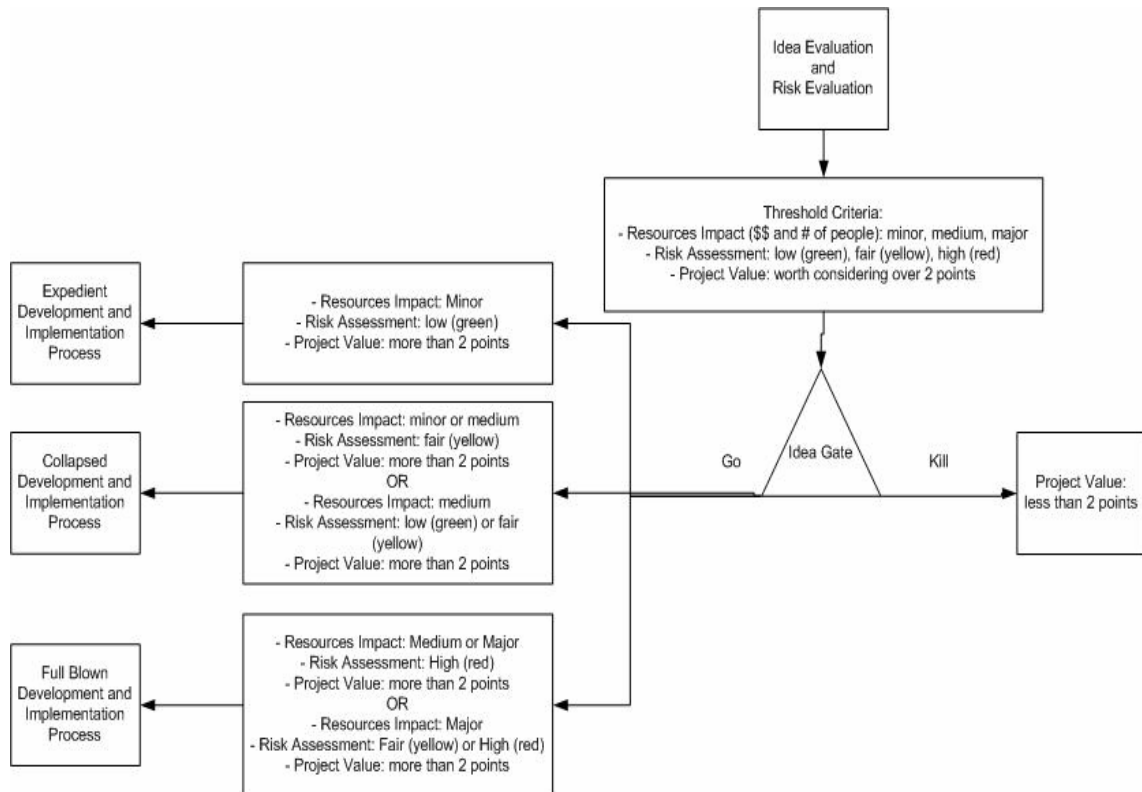 Idea Evaluation
and
Risk Evaluation
Threshold Criteria:
- Resources Impact ($$ and # of people): minor, medium, major
- Risk Assessment: low (green), fair (yellow), high (red)
- Project Value: worth considering over 2 points
Expedient
Development and
Implementation
Process
- Resources Impact: Minor
- Risk Assessment: low (green)
- Project Value: more than 2 points
Collapsed
Development and
Implementation
Process
- Resources Impact: minor or medium
- Risk Assessment: fair (yellow)
- Project Value: more than 2 points
OR
- Resources Impact: medium
- Risk Assessment: low (green) or fair
(yellow)
- Project Value: more than 2 points
Go
Idea Gate
Kill
Project Value:
less than 2 points
Full Blown
Development and
Implementation
Process
- Resources Impact: Medium or Major
- Risk Assessment: High (red)
- Project Value: more than 2 points
OR
- Resources Impact: Major
- Risk Assessment: Fair (yellow) or High (red)
- Project Value: more than 2 points